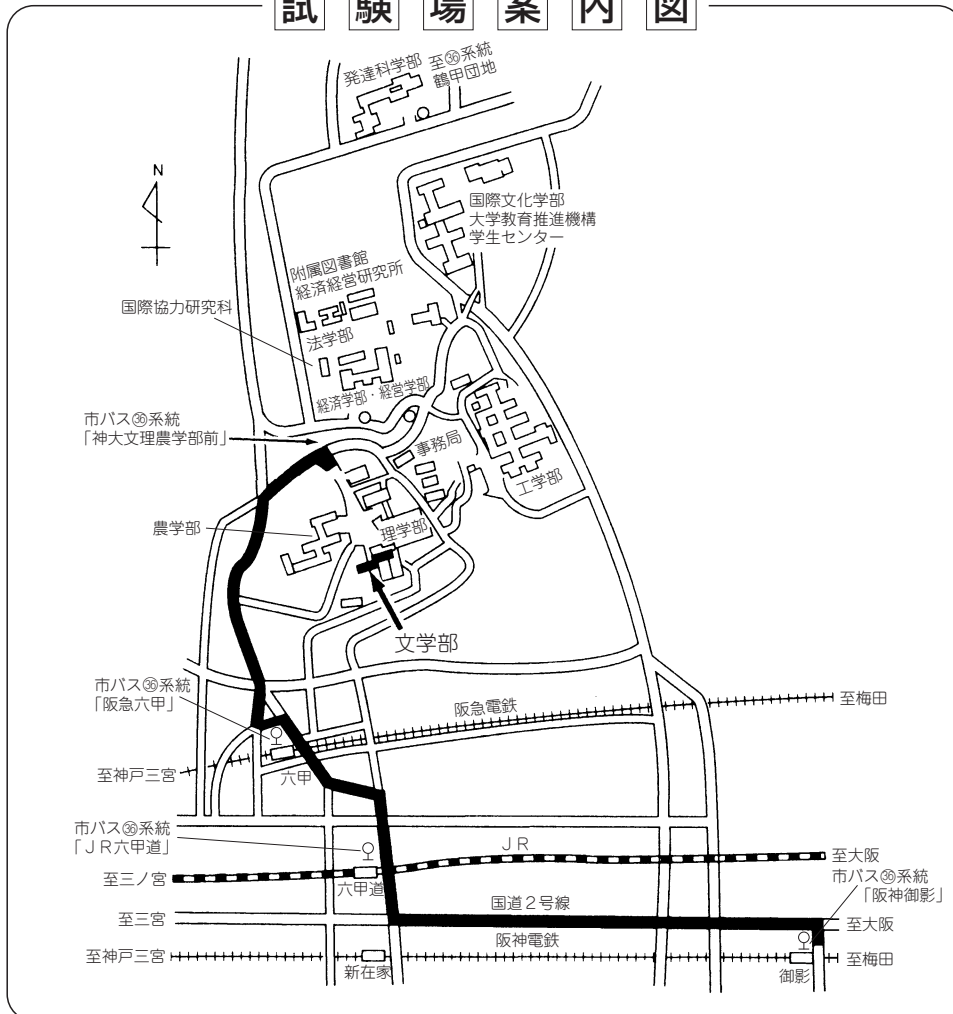 試験場案内図
発達科学部
至㊱系統
鶴甲団地
N
国際文化学部
大学教育推進機構
学生センター
附属図書館
経済経営研究所
国際協力研究科
法学部
経済学部・経営学部
市バス㊱系統
「神大文理農学部前」
事務局
工学部
農学部
理学部
文学部
市バス㊱系統
「阪急六甲」
阪急電鉄
至梅田
至神戸三宮
六甲
市バス㊱系統
「ＪＲ六甲道」
ＪＲ
至大阪
至三ノ宮
六甲道
市バス㊱系統
「阪神御影」
国道２号線
至三宮
至大阪
阪神電鉄
至神戸三宮
新在家
御影
至梅田